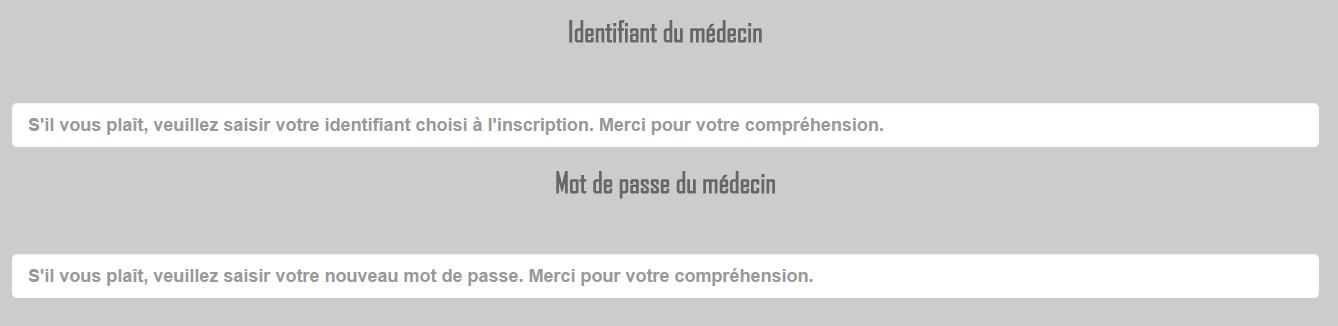 Identifiant du médecin
S'il vous plaît, veuillez saisir votre identifiant choisi à l'inscription. Merci pour votre compréhension.
Mot de passe du médecin
S'il vous plaît, veuillez saisir votre nouveau mot de passe. Merci pour votre compréhension.